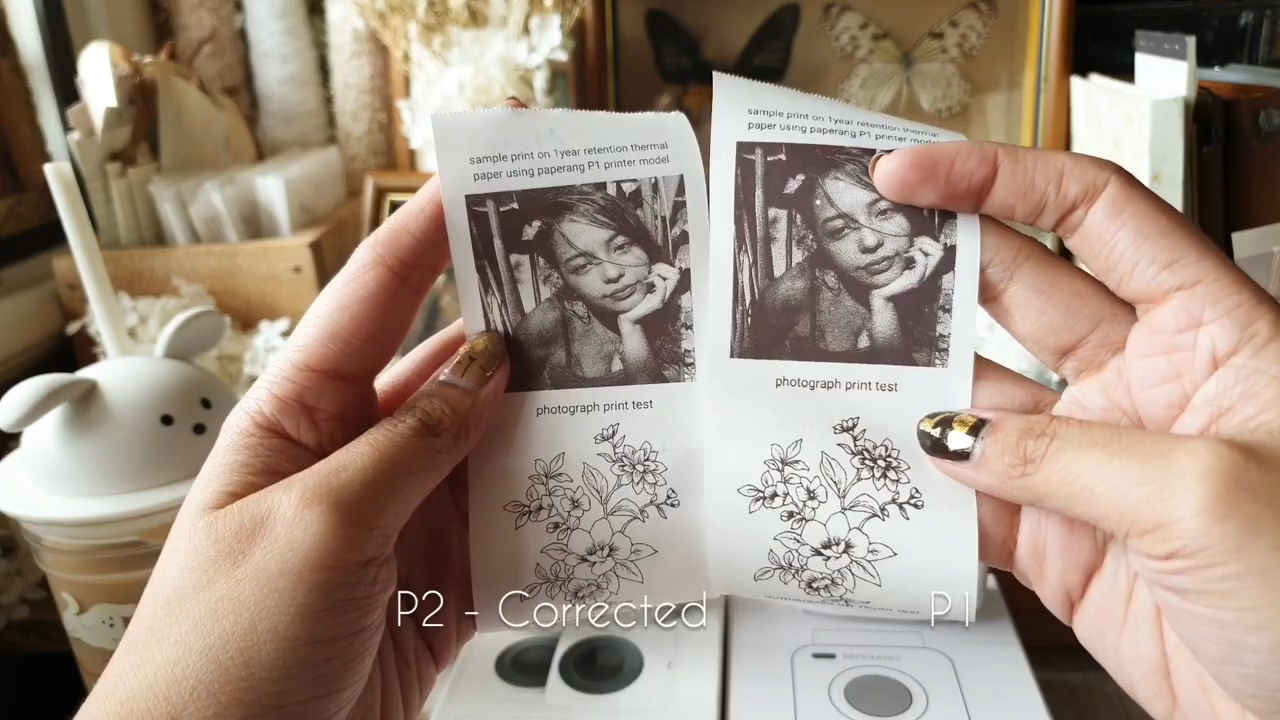 sample print on 1year retention thermal
paper using paperang P1 printer model
photograph print test
sample print on 1year retention thermal
paper using paperang P1 printer model
photograph print test
P2 - Corrected
P1